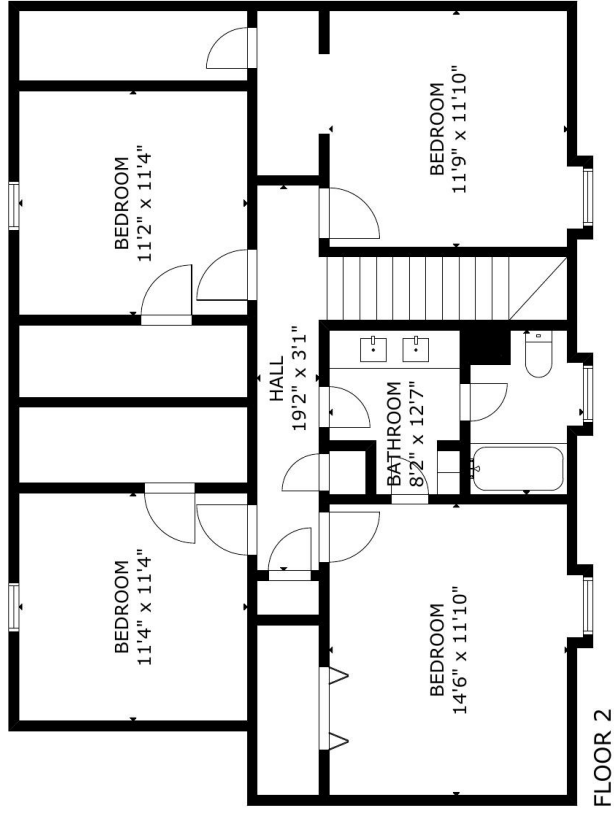 BEDROOM
11'2" x 11'4"
BEDROOM
11'9" x 11'10"
HALL
19'2" x 3'1"
BATHROOM
8'2" x 12'7"
BEDROOM
11'4" x 11'4"
BEDROOM
14'6" x 11'10"
FLOOR 2